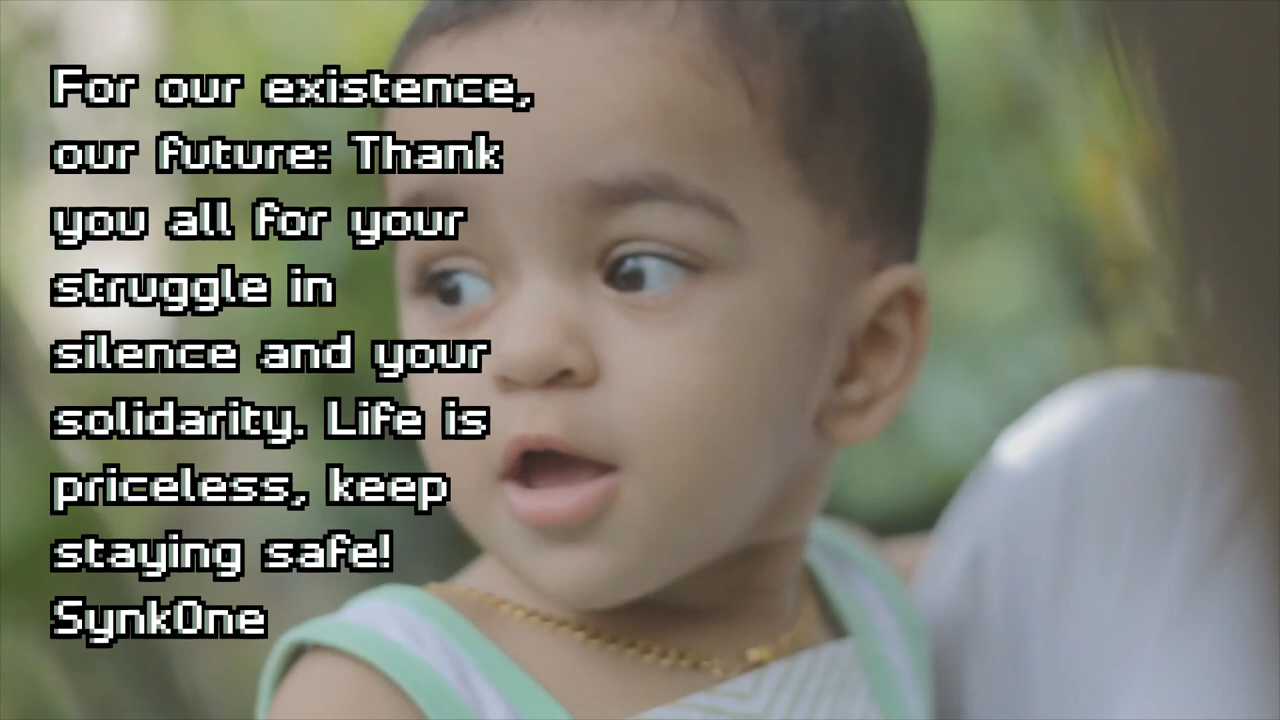 For our existence,
our future: Thank
you all for your
struggle in
silence and your
solidarity. Life is
priceless, keep
staying safe!
SynkOne